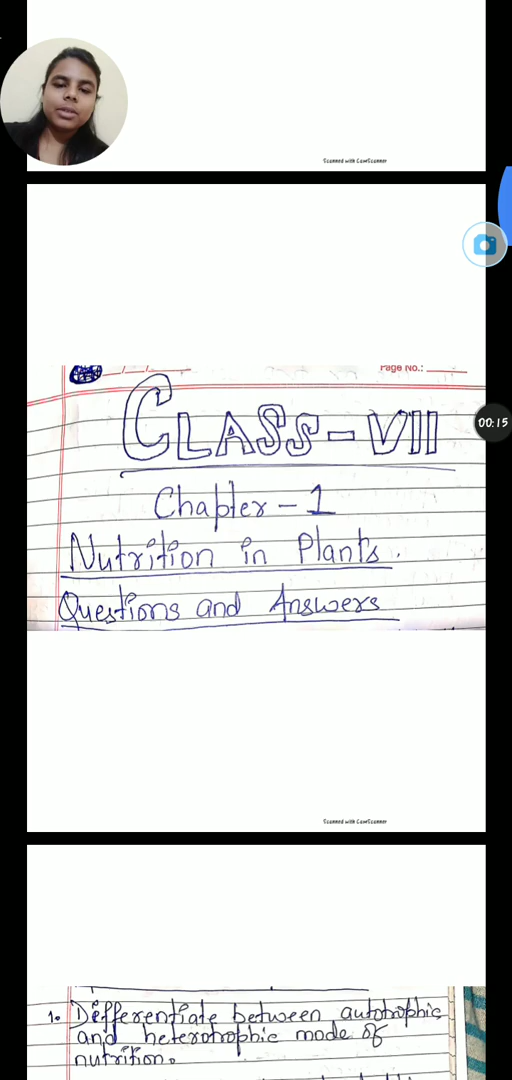 Scanned with CamScanner
Page No.:
CLASS-VII
Chapter-1
Nutrition in Plants.
Questions and Answers
00:15
Scanned with CamScanner
1. Defferentiate between autotrophic
and heterotrophic mode of
nutrition.